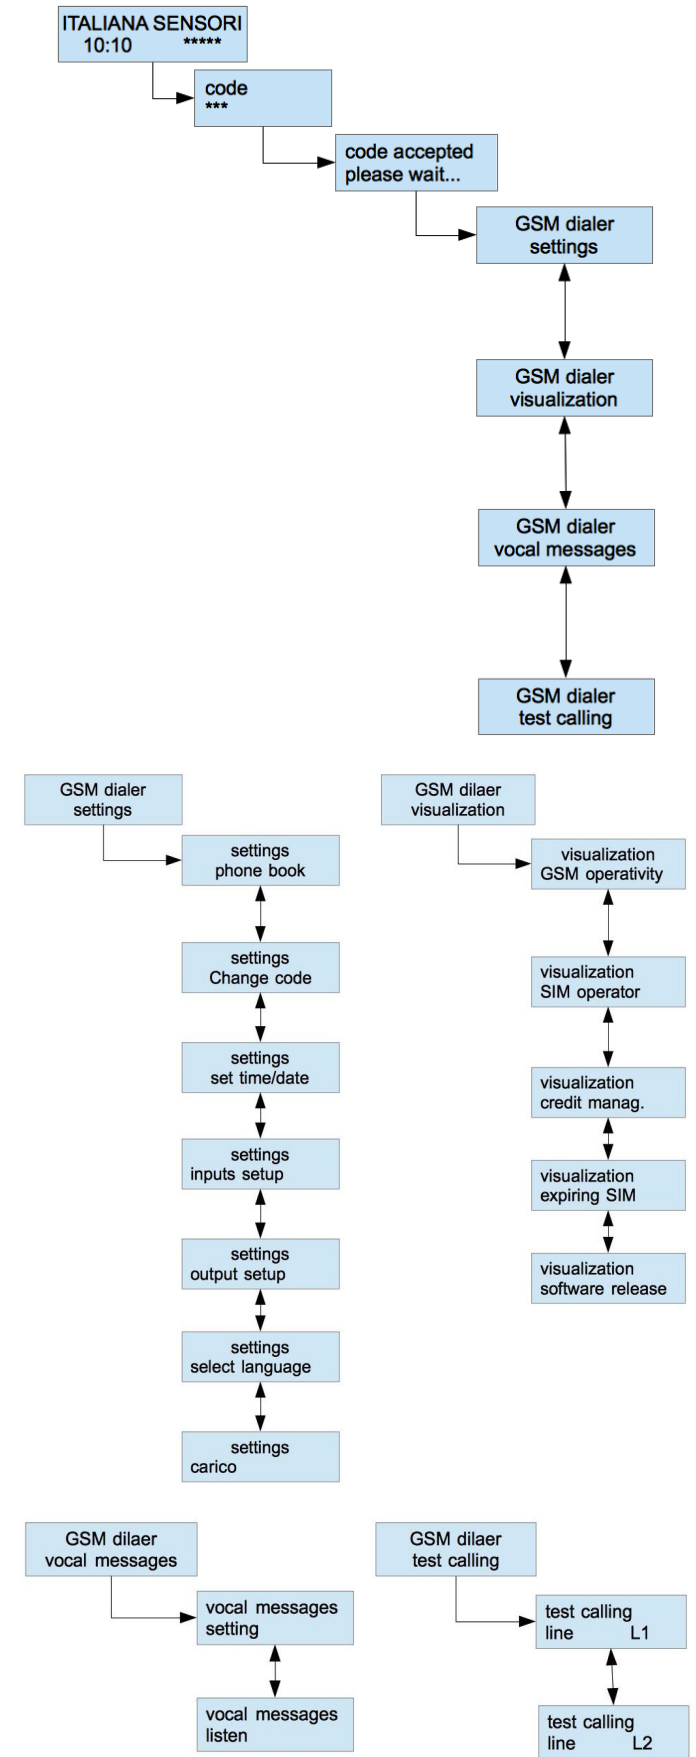 ITALIANA SENSORI
10:10 *****
code
***
code accepted
please wait...
GSM dialer
settings
GSM dialer
visualization
GSM dialer
vocal messages
GSM dialer
test calling
GSM dialer
settings
settings
phone book
settings
Change code
settings
set time/date
settings
inputs setup
settings
output setup
settings
select language
settings
carico
GSM dilaer
visualization
visualization
GSM operativity
visualization
SIM operator
visualization
credit manag.
visualization
expiring SIM
visualization
software release
GSM dilaer
vocal messages
vocal messages
setting
vocal messages
listen
GSM dilaer
test calling
test calling
line L1
test calling
line L2